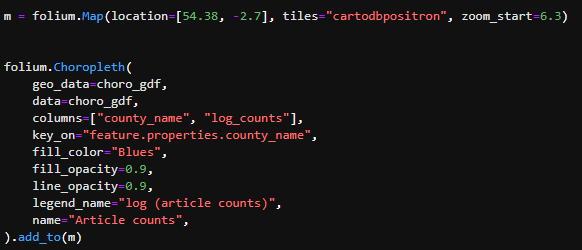 m = folium.Map(location=[54.38, -2.7], tiles="cartodbpositron", zoom_start=6.3)
folium.Choropleth(
    geo_data=choro_gdf,
    data=choro_gdf,
    columns=["county_name", "log_counts"],
    key_on="feature.properties.county_name",
    fill_color="Blues",
    fill_opacity=0.9,
    line_opacity=0.9,
    legend_name="log (article counts)",
    name="Article counts",
).add_to(m)